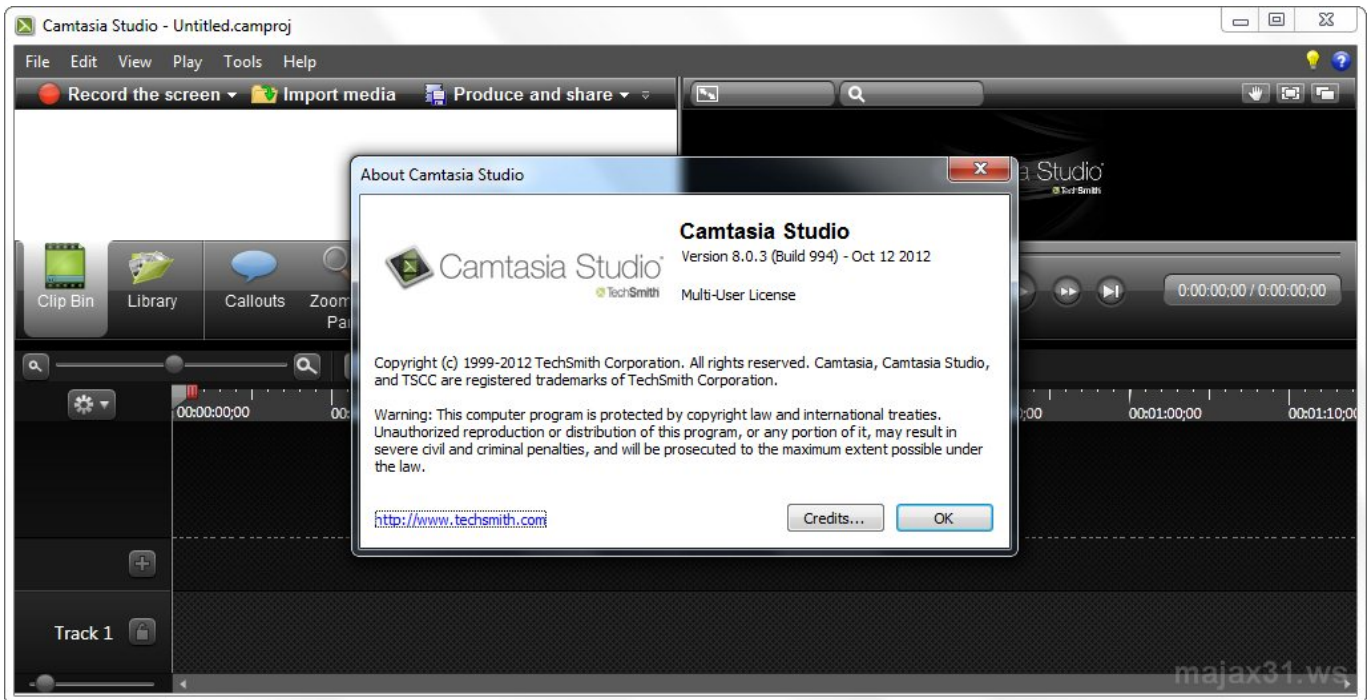 Camtasia Studio - Untitled.camproj
File Edit View Play Tools Help
Record the screen Import media Produce and share
a Studio
TechSmith
About Camtasia Studio
Camtasia Studio
TechSmith
Camtasia Studio
Version 8.0.3 (Build 994) - Oct 12 2012
Multi-User License
Copyright (c) 1999-2012 TechSmith Corporation. All rights reserved. Camtasia, Camtasia Studio,
and TSCC are registered trademarks of TechSmith Corporation.
Warning: This computer program is protected by copyright law and international treaties.
Unauthorized reproduction or distribution of this program, or any portion of it, may result in
severe civil and criminal penalties, and will be prosecuted to the maximum extent possible under
the law.
http://www.techsmith.com
Credits... OK
Clip Bin Library Callouts Zoom
0:00:00;00 / 0:00:00;00
00:00:00;00 00:01:00;00 00:01:10;00
Track 1
majax31.ws